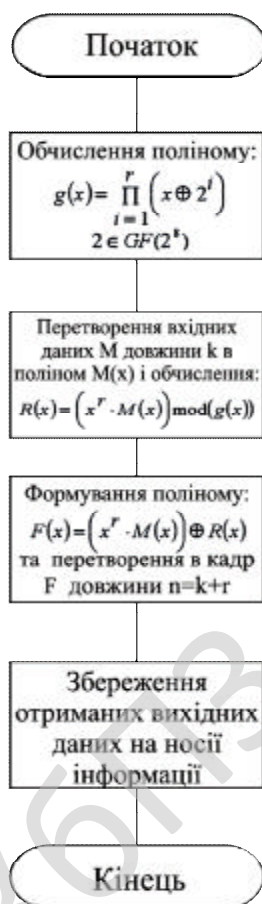 Початок
Обчислення поліному:
g(x)= ∏_{i=1}^{r} (x⊕2^i)
2∈GF(2^k)
Перетворення вхідних
даних M довжини k в
поліном M(x) і обчислення:
R(x)=(x^r·M(x))mod(g(x))
Формування поліному:
F(x)=(x^r·M(x))⊕R(x)
та перетворення в кадр
F довжини n=k+r
Збереження
отриманих вихідних
даних на носії
інформації
Кінець